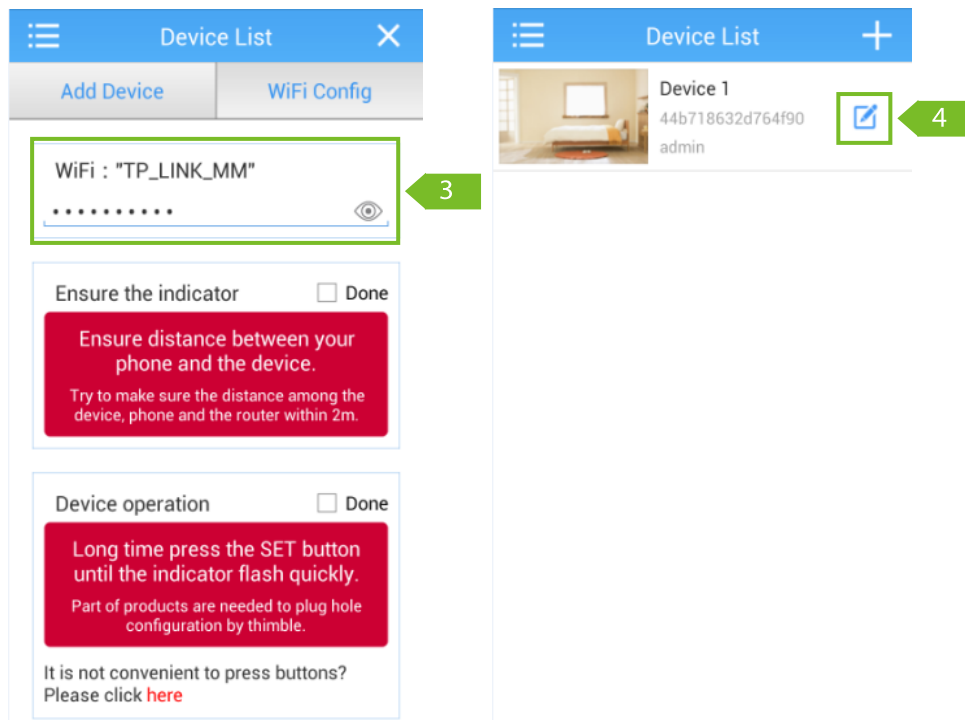 Device List
Add Device
WiFi Config
WiFi : "TP_LINK_MM"
••••••••••
3
Ensure the indicator
Done
Ensure distance between your
phone and the device.
Try to make sure the distance among the
device, phone and the router within 2m.
Device operation
Done
Long time press the SET button
until the indicator flash quickly.
Part of products are needed to plug hole
configuration by thimble.
It is not convenient to press buttons?
Please click here
Device List
Device 1
44b718632d764f90
admin
4